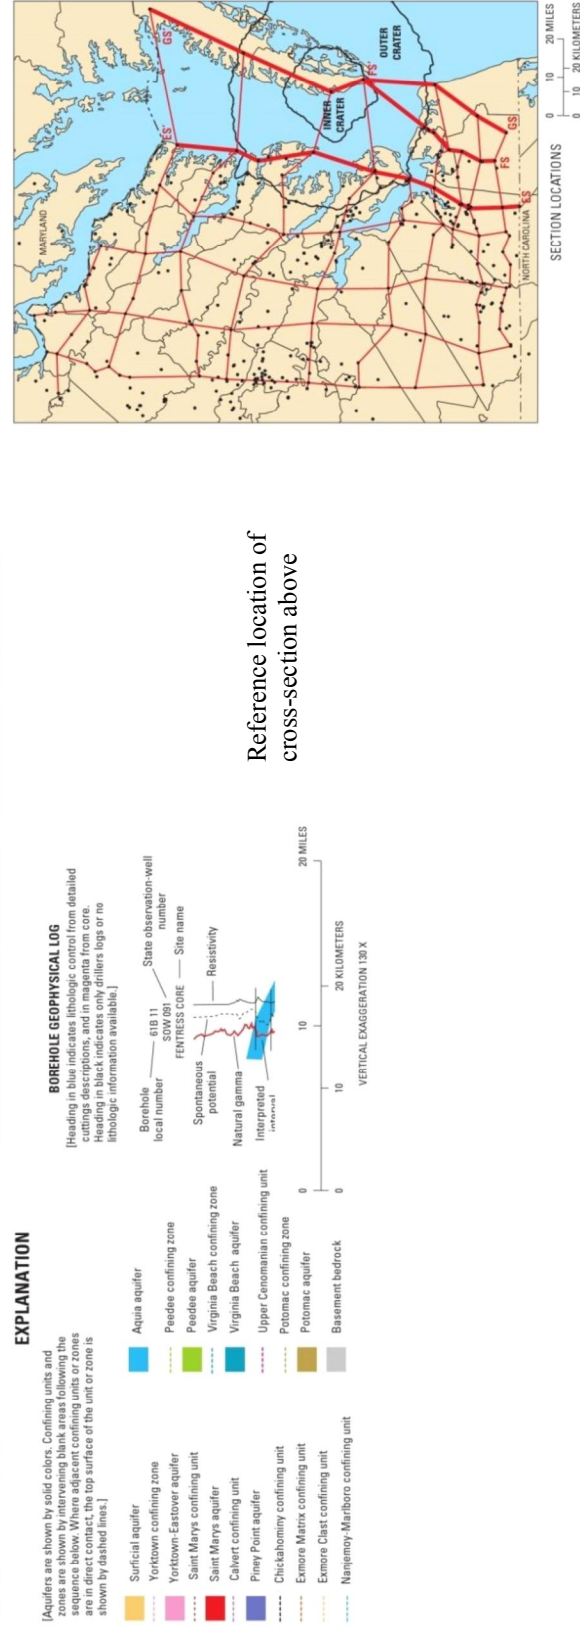 EXPLANATION
[Aquifers are shown by solid colors. Confining units and
zones are shown by intervening blank areas following the
sequence below. Where adjacent confining units or zones
are in direct contact, the top surface of the unit or zone is
shown by dashed lines.]
Surficial aquifer
Yorktown confining zone
Yorktown-Eastover aquifer
Saint Marys confining unit
Saint Marys aquifer
Calvert confining unit
Piney Point aquifer
Chickahominy confining unit
Exmore Matrix confining unit
Exmore Clast confining unit
Nanjemoy-Marlboro confining unit
Aquia aquifer
Peedee confining zone
Peedee aquifer
Virginia Beach confining zone
Virginia Beach aquifer
Upper Cenomanian confining unit
Potomac confining zone
Potomac aquifer
Basement bedrock
BOREHOLE GEOPHYSICAL LOG
[Heading in blue indicates lithologic control from detailed
cuttings descriptions, and in magenta from core.
Heading in black indicates only drillers logs or no
lithologic information available.]
Borehole
local number
61B 11
SOW 091
FENTRESS CORE
State observation-well
number
Site name
Spontaneous
potential
Resistivity
Natural gamma
Interpreted
interval
0 10 20 MILES
0 10 20 KILOMETERS
VERTICAL EXAGGERATION 130 X
Reference location of
cross-section above
MARYLAND
GS'
ES'
FS'
OUTER
CRATER
INNER
CRATER
GS
FS
ES
NORTH CAROLINA
SECTION LOCATIONS
0 10 20 MILES
0 10 20 KILOMETERS